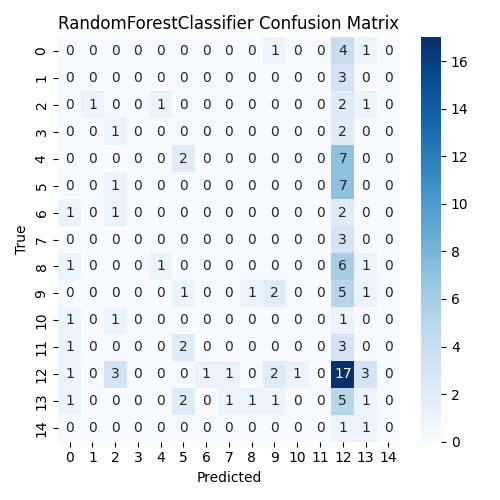 RandomForestClassifier Confusion Matrix
0 0 0 0 0 0 0 0 0 0 1 0 0 4 1 0
1 0 0 0 0 0 0 0 0 0 0 0 0 3 0 0
2 0 1 0 0 1 0 0 0 0 0 0 0 2 1 0
3 0 0 1 0 0 0 0 0 0 0 0 0 2 0 0
4 0 0 0 0 0 2 0 0 0 0 0 0 7 0 0
5 0 0 1 0 0 0 0 0 0 0 0 0 7 0 0
6 1 0 1 0 0 0 0 0 0 0 0 0 2 0 0
7 0 0 0 0 0 0 0 0 0 0 0 0 3 0 0
8 1 0 0 0 1 0 0 0 0 0 0 0 6 1 0
9 0 0 0 0 0 1 0 0 1 2 0 0 5 1 0
10 1 0 1 0 0 0 0 0 0 0 0 0 1 0 0
11 1 0 0 0 0 2 0 0 0 0 0 0 3 0 0
12 1 0 3 0 0 0 1 1 0 2 1 0 17 3 0
13 1 0 0 0 0 2 0 1 1 1 0 0 5 1 0
14 0 0 0 0 0 0 0 0 0 0 0 0 1 1 0
0 1 2 3 4 5 6 7 8 9 10 11 12 13 14
Predicted
True
16
14
12
10
8
6
4
2
0